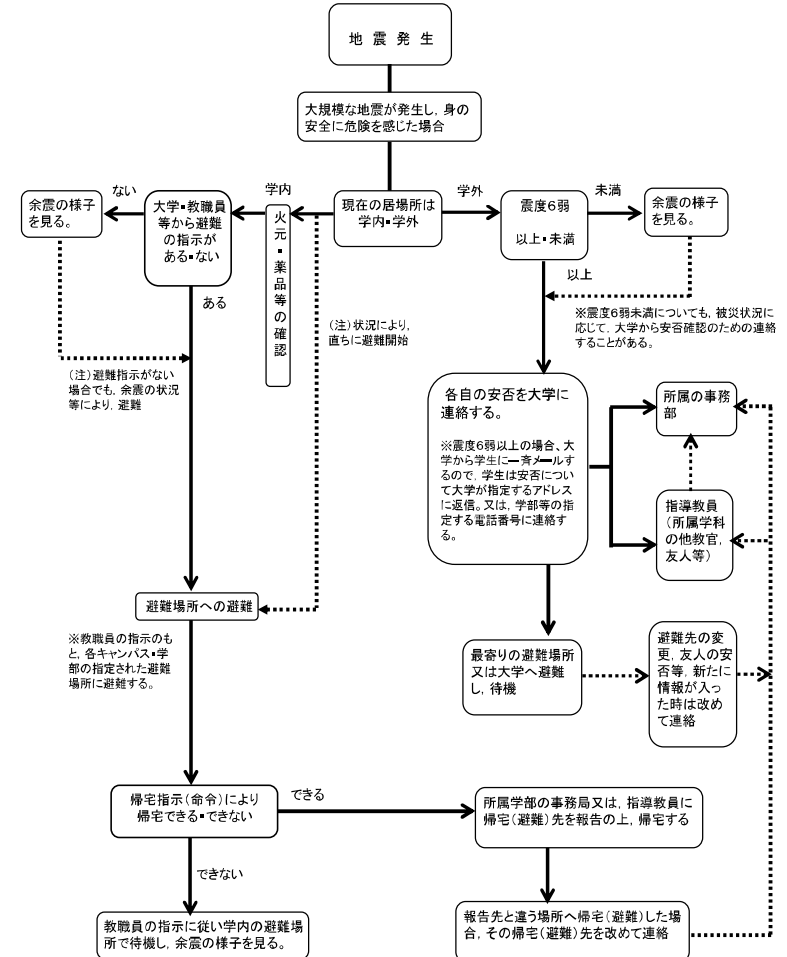 地 震 発 生
大規模な地震が発生し，身の
安全に危険を感じた場合
ない
学内
学外
未満
余震の様子
を見る。
大学・教職員
等から避難
の指示が
ある・ない
火元・薬品等の確認
現在の居場所は
学内・学外
震度６弱
以上・未満
余震の様子
を見る。
ある
以上
（注）状況により，
直ちに避難開始
※震度６弱未満についても，被災状況に
応じて，大学から安否確認のための連絡
することがある。
（注）避難指示がない
場合でも，余震の状況
等により，避難
各自の安否を大学に
連絡する。
※震度６弱以上の場合、大
学から学生に一斉メールす
るので，学生は安否につい
て大学が指定するアドレス
に返信。又は，学部等の指
定する電話番号に連絡す
る。
所属の事務
部
指導教員
（所属学科
の他教官，
友人等）
避難場所への避難
※教職員の指示のも
と，各キャンパス・学
部の指定された避難
場所に避難する。
最寄りの避難場所
又は大学へ避難
し，待機
避難先の変
更，友人の安
否等，新たに
情報が入っ
た時は改め
て連絡
帰宅指示（命令）により
帰宅できる・できない
できる
所属学部の事務局又は，指導教員に
帰宅（避難）先を報告の上，帰宅する
できない
教職員の指示に従い学内の避難場
所で待機し，余震の様子を見る。
報告先と違う場所へ帰宅（避難）した場
合，その帰宅（避難）先を改めて連絡